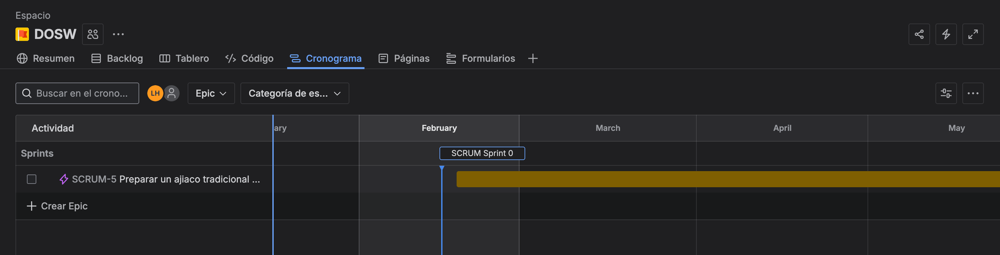 Espacio
DOSW
Resumen Backlog Tablero Código Cronograma Páginas Formularios
Buscar en el crono... LH Epic Categoría de es...
Actividad ary February March April May
Sprints SCRUM Sprint 0
SCRUM-5 Preparar un ajiaco tradicional ...
Crear Epic